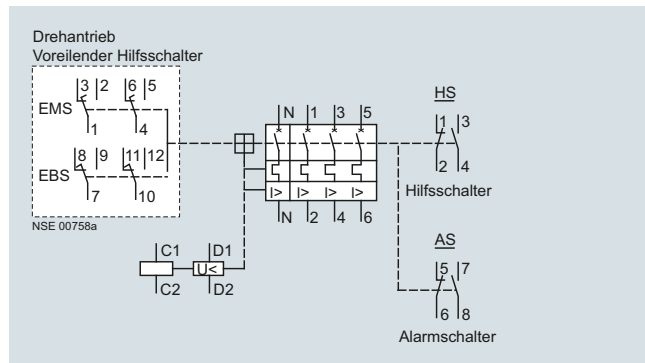 Drehantrieb
Voreilender Hilfsschalter
3 2 6 5
EMS
1 4
8 9 11 12
EBS
7 10
NSE 00758a
N 1 3 5
I> I> I> I>
N 2 4 6
HS
1 3
2 4
Hilfsschalter
C1 D1
U<
C2 D2
AS
5 7
6 8
Alarmschalter